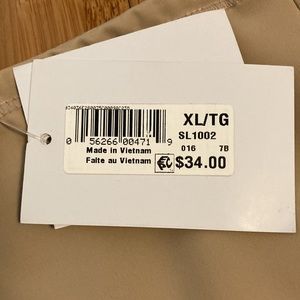 XL/TG
SL1002
016 7B
0 56266 00471 9
Made in Vietnam
Faite au Vietnam
$34.00